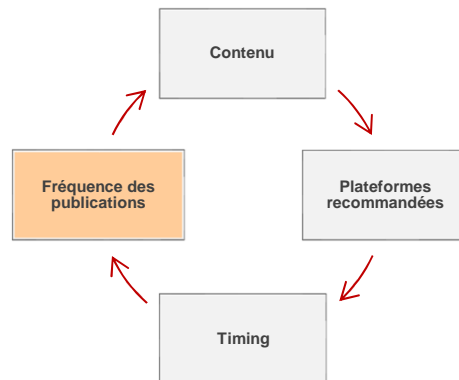 Contenu
Fréquence des
publications
Plateformes
recommandées
Timing